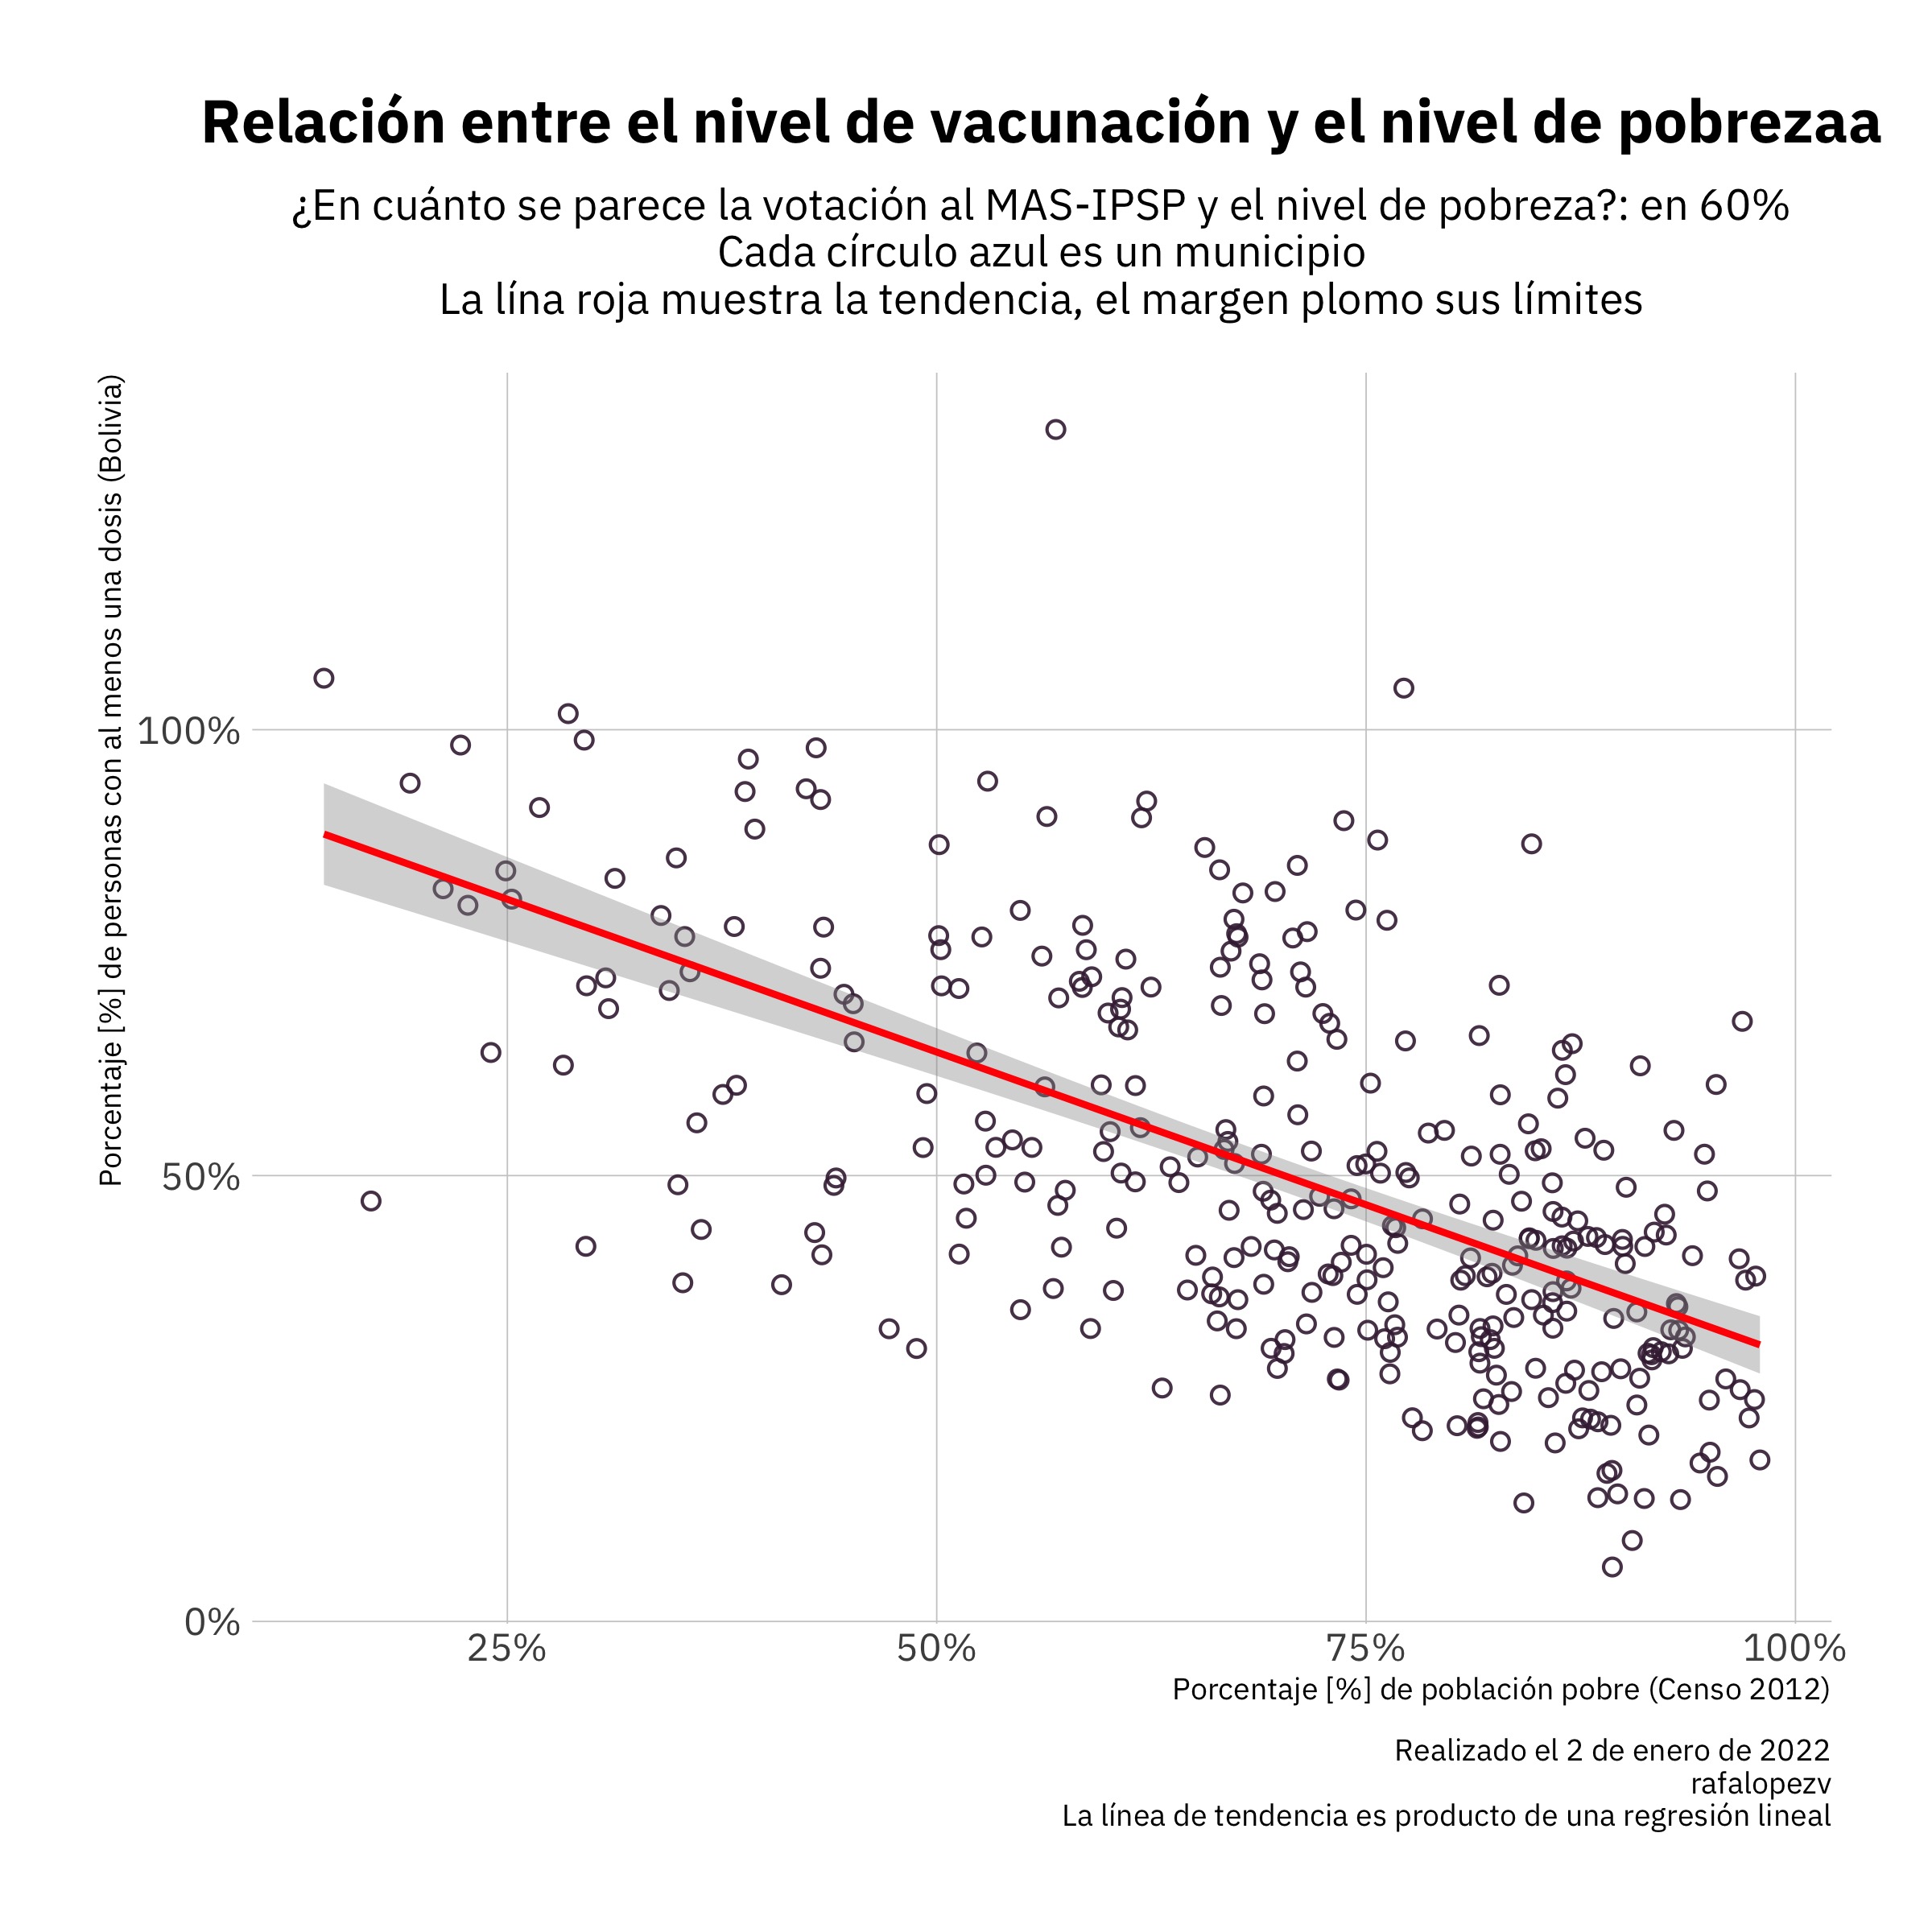 Relación entre el nivel de vacunación y el nivel de pobrezaa
¿En cuánto se parece la votación al MAS-IPSP y el nivel de pobreza?: en 60%
Cada círculo azul es un municipio
La lína roja muestra la tendencia, el margen plomo sus límites
Porcentaje [%] de personas con al menos una dosis (Bolivia)
100%
50%
0%
25% 50% 75% 100%
Porcentaje [%] de población pobre (Censo 2012)
Realizado el 2 de enero de 2022
rafalopezv
La línea de tendencia es producto de una regresión lineal